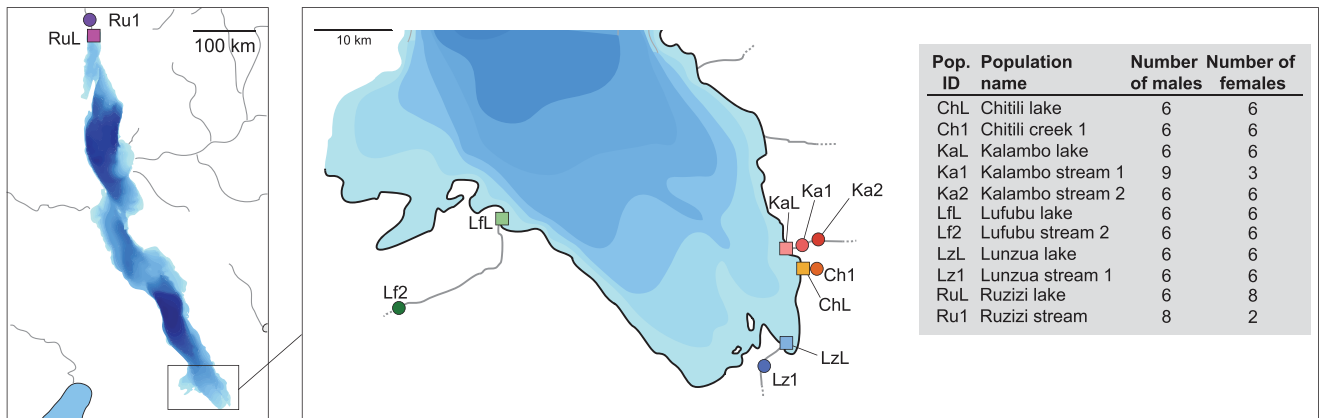 Ru1
RuL
100 km
10 km
LfL
Lf2
KaL
Ka1
Ka2
Ch1
ChL
LzL
Lz1
Pop. Population Number Number of
ID name of males females
ChL Chitili lake 6 6
Ch1 Chitili creek 1 6 6
KaL Kalambo lake 6 6
Ka1 Kalambo stream 1 9 3
Ka2 Kalambo stream 2 6 6
LfL Lufubu lake 6 6
Lf2 Lufubu stream 2 6 6
LzL Lunzua lake 6 6
Lz1 Lunzua stream 1 6 6
RuL Ruzizi lake 6 8
Ru1 Ruzizi stream 8 2